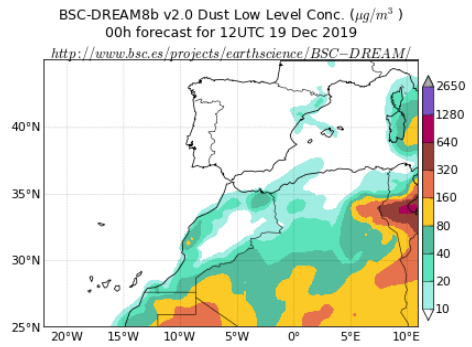 BSC-DREAM8b v2.0 Dust Low Level Conc. (μg/m³ )
00h forecast for 12UTC 19 Dec 2019
http://www.bsc.es/projects/earthscience/BSC−DREAM/
40°N
35°N
30°N
25°N
20°W
15°W
10°W
5°W
0°E
5°E
10°E
2650
1280
640
320
160
80
40
20
10